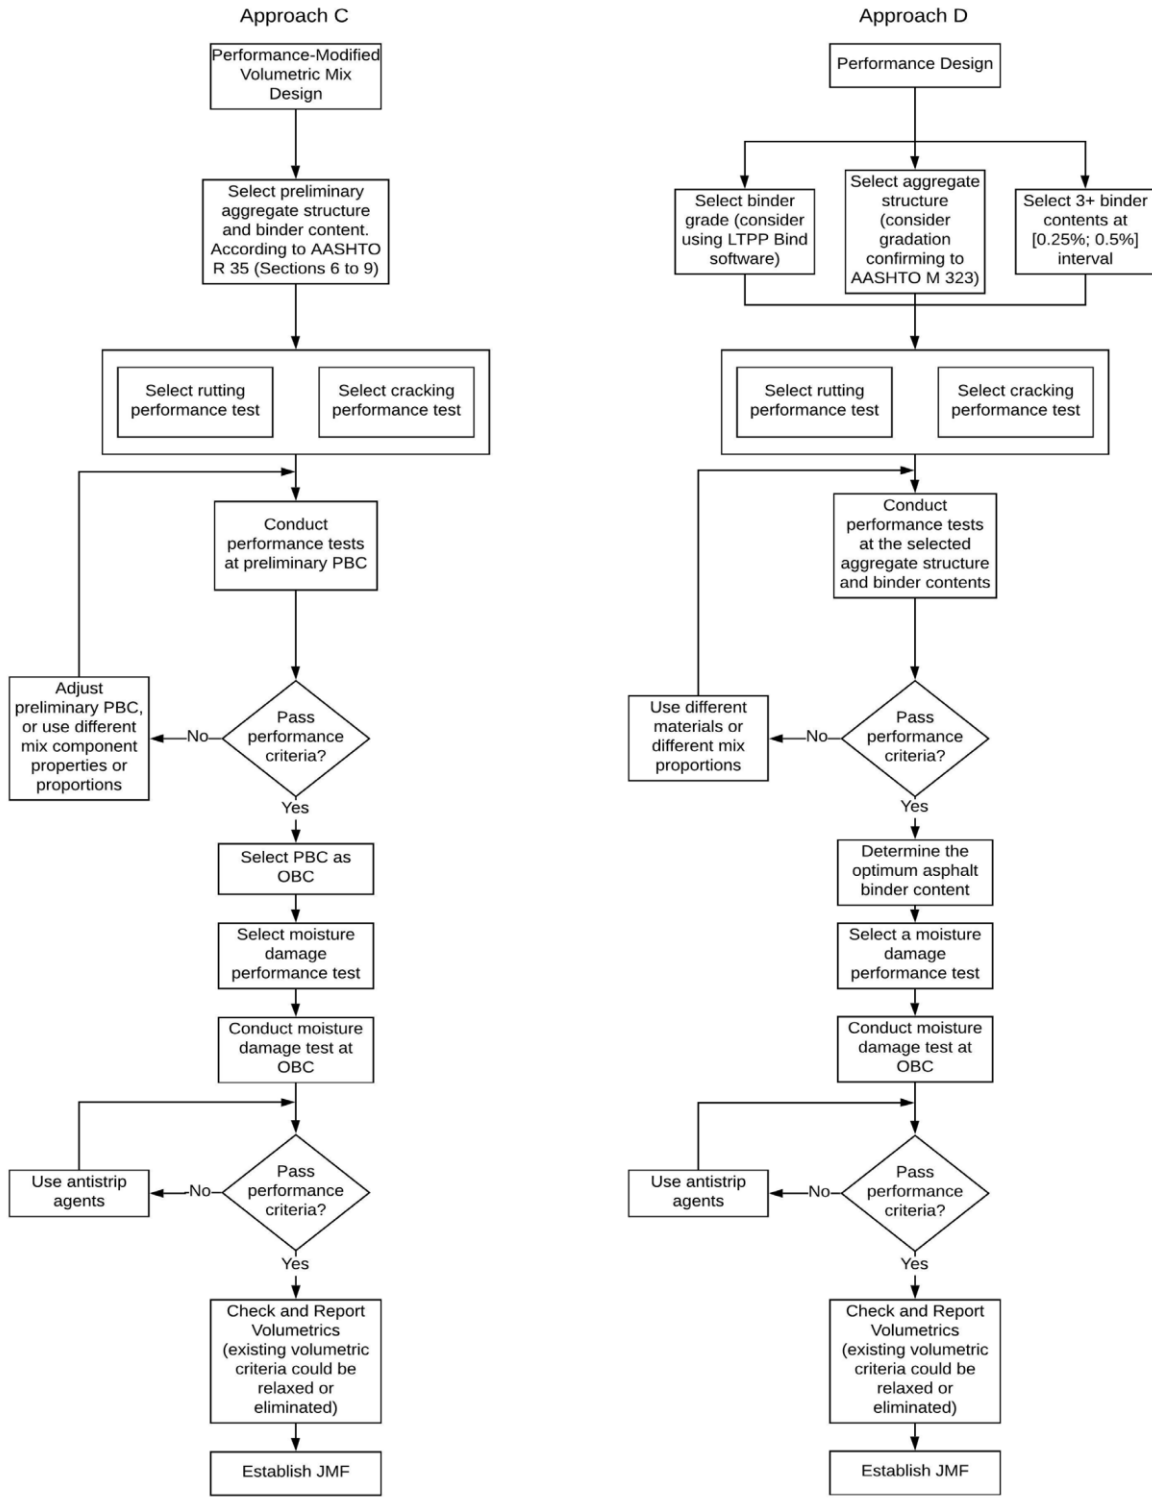 Approach C
Performance-Modified
Volumetric Mix
Design
Select preliminary
aggregate structure
and binder content.
According to AASHTO
R 35 (Sections 6 to 9)
Select rutting
performance test
Select cracking
performance test
Conduct
performance tests
at preliminary PBC
Pass
performance
criteria?
No
Adjust
preliminary PBC,
or use different
mix component
properties or
proportions
Yes
Select PBC as
OBC
Select moisture
damage
performance test
Conduct moisture
damage test at
OBC
Pass
performance
criteria?
No
Use antistrip
agents
Yes
Check and Report
Volumetrics
(existing volumetric
criteria could be
relaxed or
eliminated)
Establish JMF
Approach D
Performance Design
Select binder
grade (consider
using LTPP Bind
software)
Select aggregate
structure
(consider
gradation
confirming to
AASHTO M 323)
Select 3+ binder
contents at
[0.25%; 0.5%]
interval
Select rutting
performance test
Select cracking
performance test
Conduct
performance tests
at the selected
aggregate structure
and binder contents
Pass
performance
criteria?
No
Use different
materials or
different mix
proportions
Yes
Determine the
optimum asphalt
binder content
Select a moisture
damage
performance test
Conduct moisture
damage test at
OBC
Pass
performance
criteria?
No
Use antistrip
agents
Yes
Check and Report
Volumetrics
(existing volumetric
criteria could be
relaxed or
eliminated)
Establish JMF